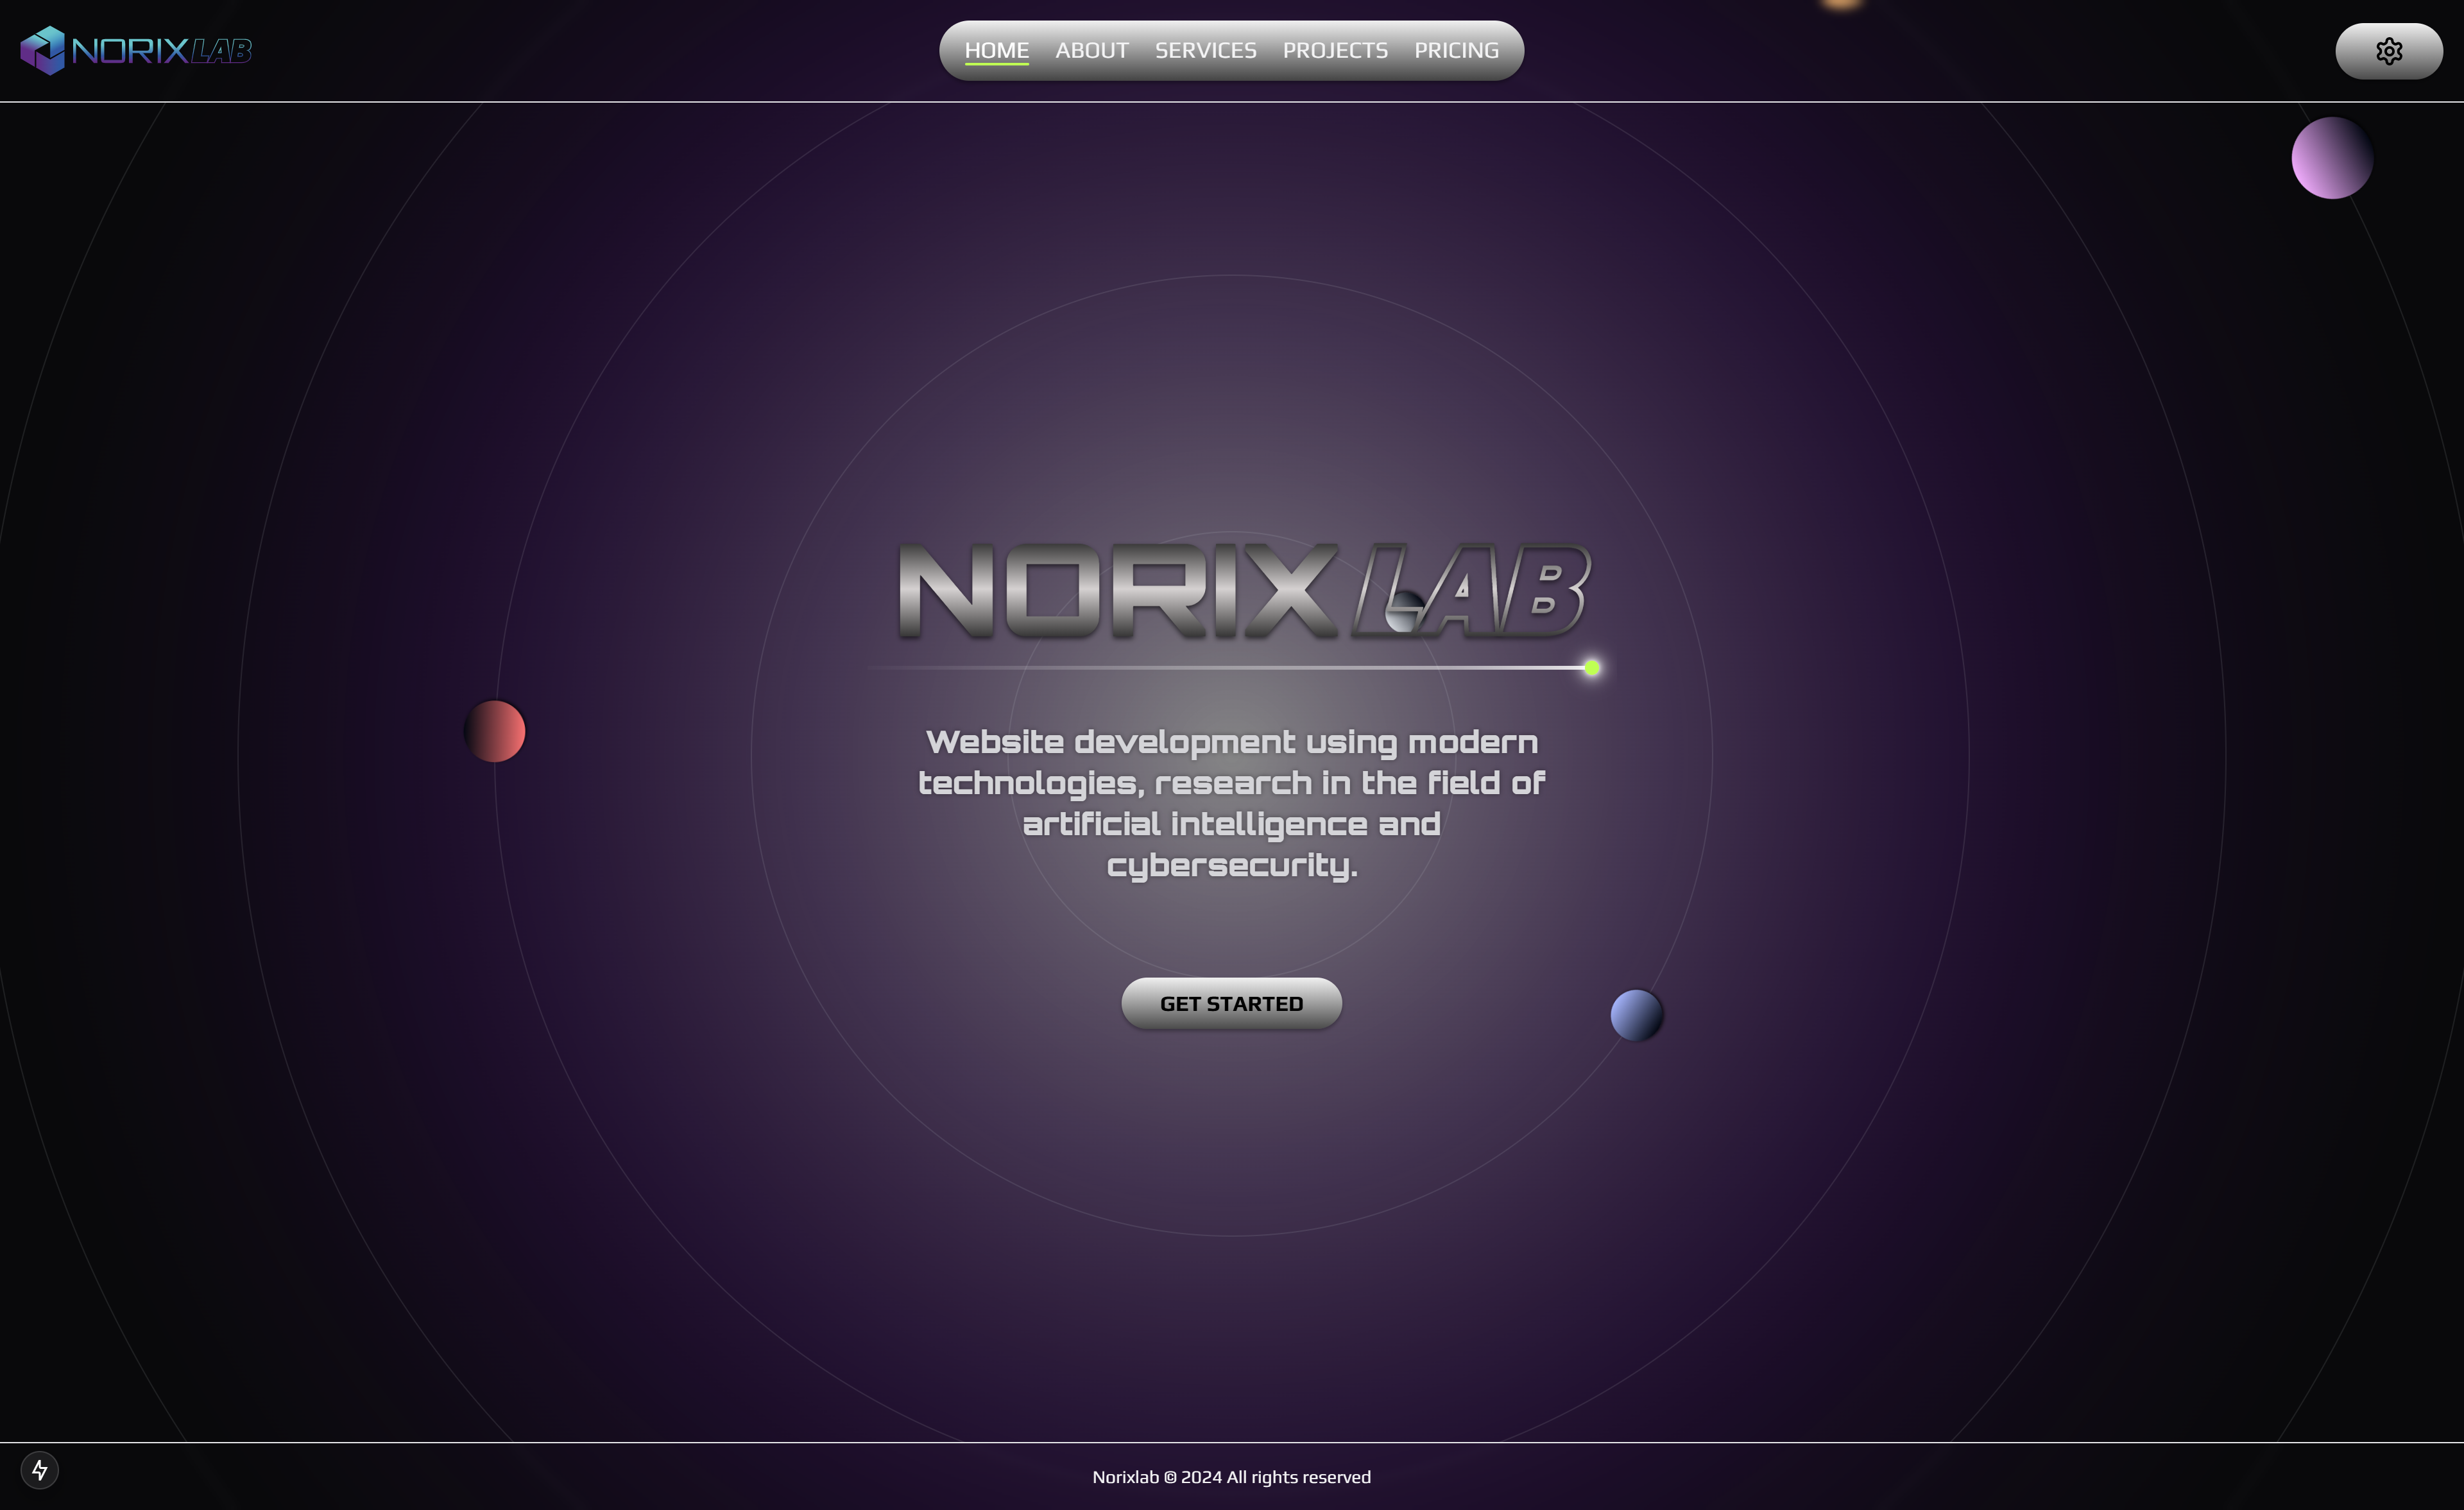 NORIXLAB
HOME ABOUT SERVICES PROJECTS PRICING
NORIXLAB
Website development using modern
technologies, research in the field of
artificial intelligence and
cybersecurity.
GET STARTED
Norixlab © 2024 All rights reserved